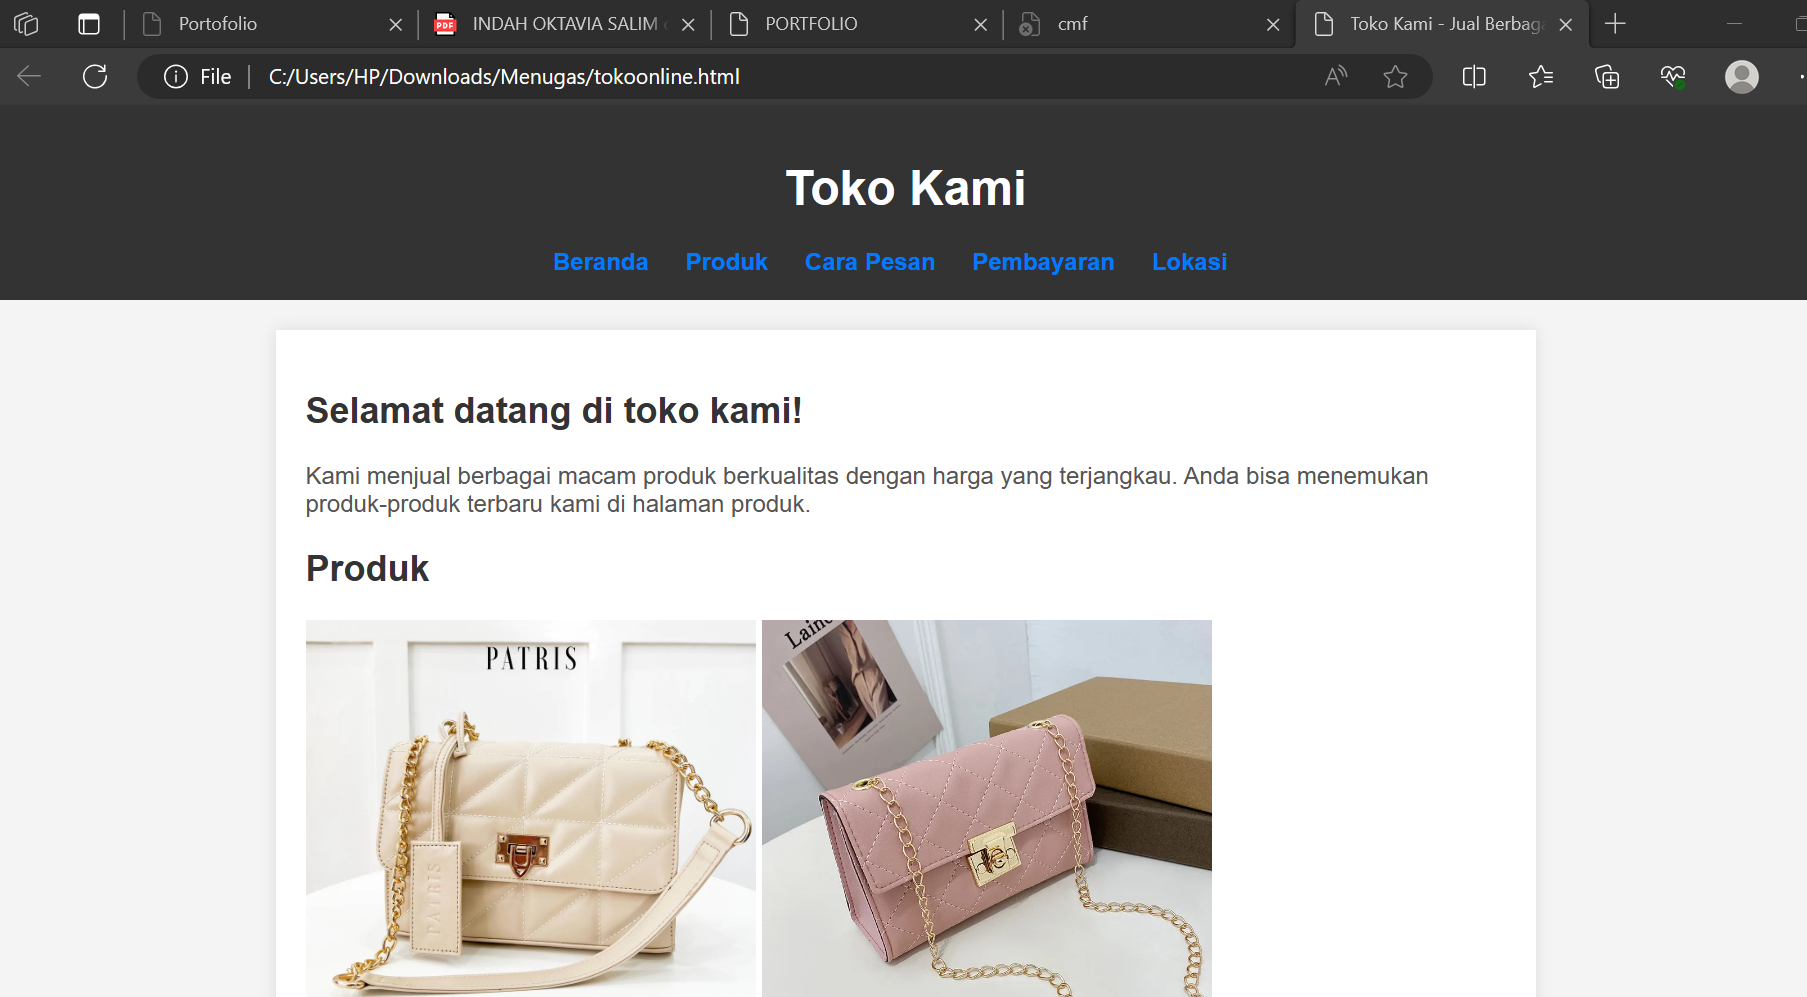 Portofolio
INDAH OKTAVIA SALIM
PORTFOLIO
cmf
Toko Kami - Jual Berbaga
File
C:/Users/HP/Downloads/Menugas/tokoonline.html
Toko Kami
Beranda Produk Cara Pesan Pembayaran Lokasi
Selamat datang di toko kami!
Kami menjual berbagai macam produk berkualitas dengan harga yang terjangkau. Anda bisa menemukan
produk-produk terbaru kami di halaman produk.
Produk
PATRIS
PATRIS